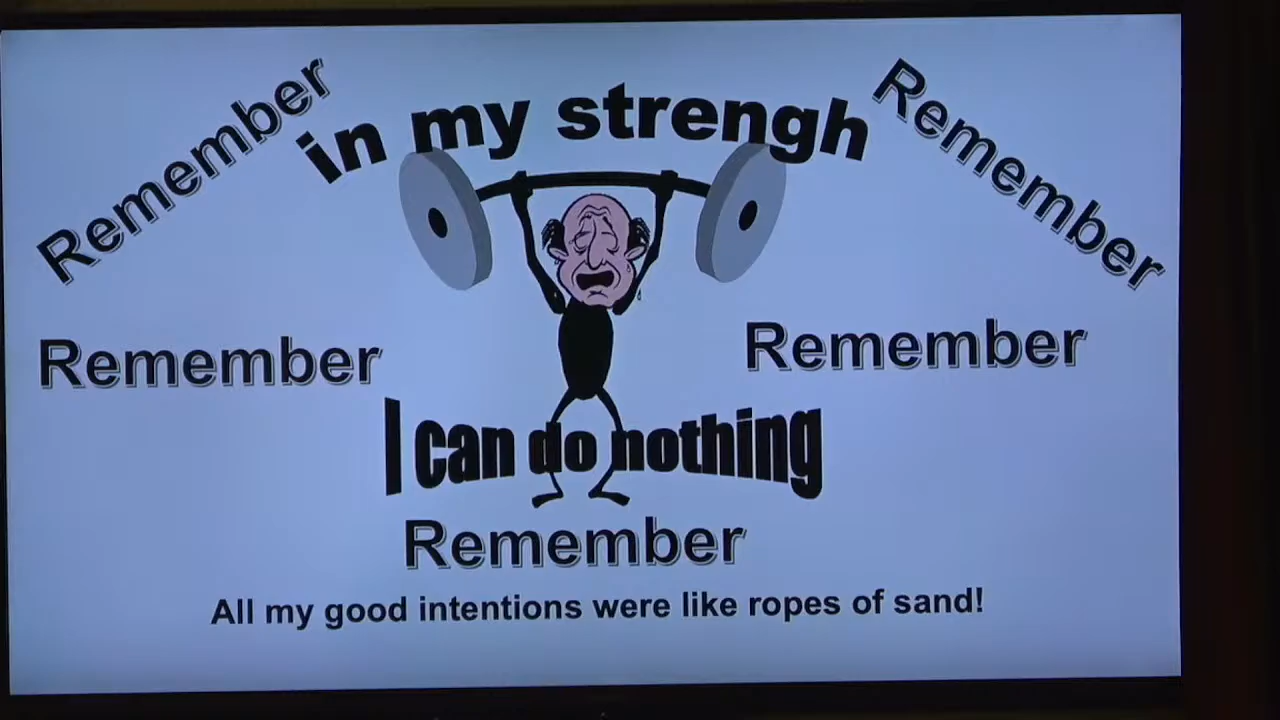 Remember
in my strengh
Remember
Remember
Remember
I can do nothing
Remember
All my good intentions were like ropes of sand!